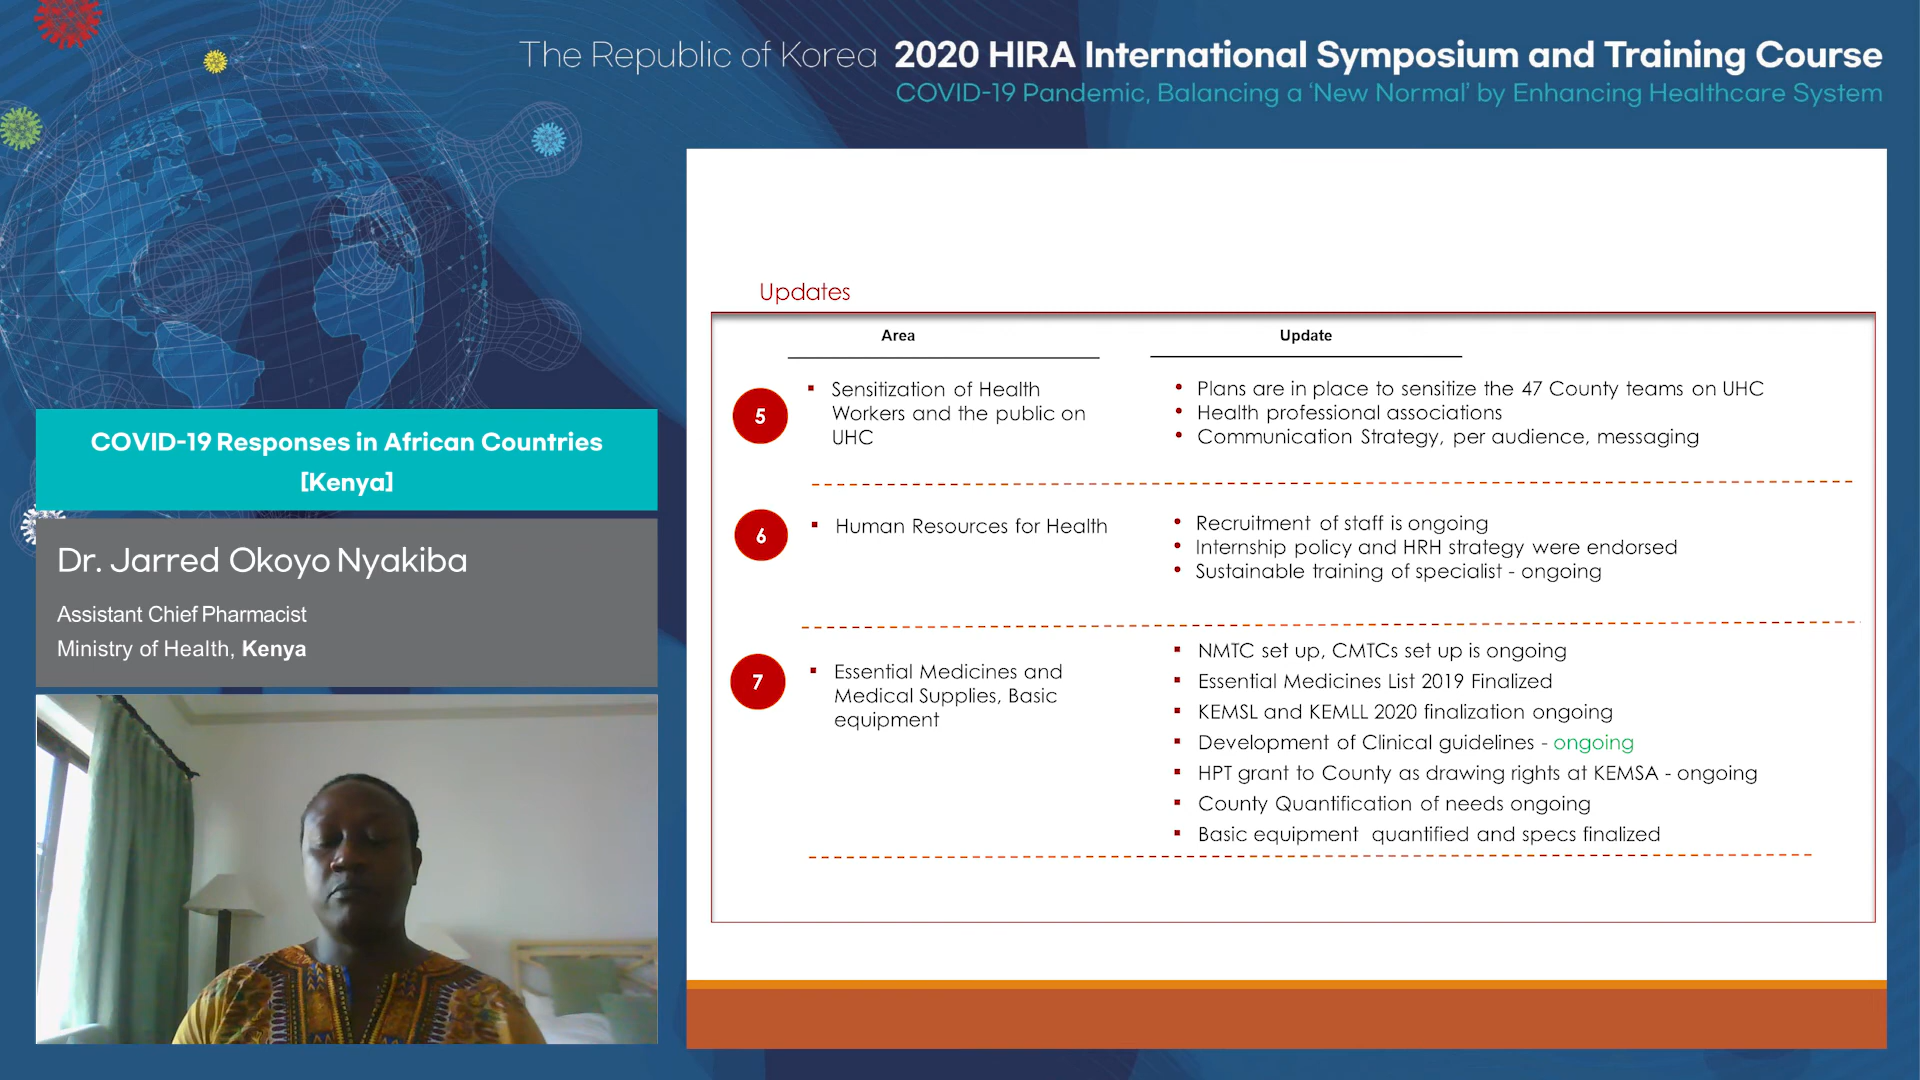 The Republic of Korea 2020 HIRA International Symposium and Training Course
COVID-19 Pandemic, Balancing a ‘New Normal’ by Enhancing Healthcare System
COVID-19 Responses in African Countries
[Kenya]
Dr. Jarred Okoyo Nyakiba
Assistant Chief Pharmacist
Ministry of Health, Kenya
Updates
Area
Update
5
▪ Sensitization of Health
Workers and the public on
UHC
• Plans are in place to sensitize the 47 County teams on UHC
• Health professional associations
• Communication Strategy, per audience, messaging
6
▪ Human Resources for Health
• Recruitment of staff is ongoing
• Internship policy and HRH strategy were endorsed
• Sustainable training of specialist - ongoing
7
▪ Essential Medicines and
Medical Supplies, Basic
equipment
▪ NMTC set up, CMTCs set up is ongoing
▪ Essential Medicines List 2019 Finalized
▪ KEMSL and KEMLL 2020 finalization ongoing
▪ Development of Clinical guidelines - ongoing
▪ HPT grant to County as drawing rights at KEMSA - ongoing
▪ County Quantification of needs ongoing
▪ Basic equipment quantified and specs finalized